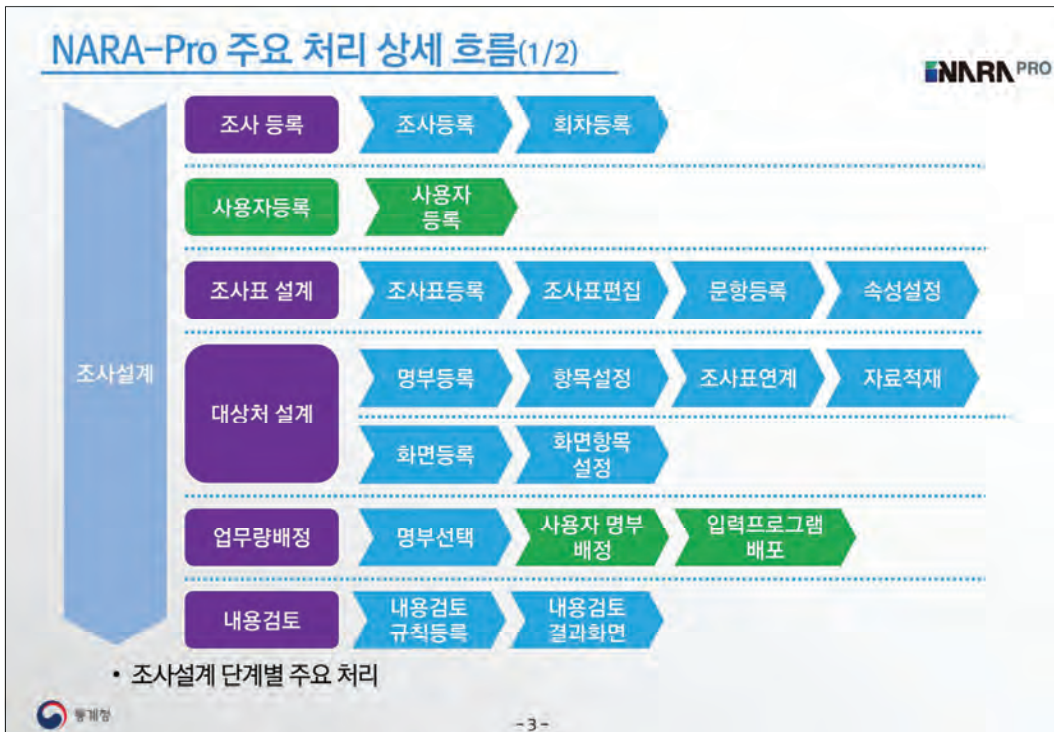 NARA-Pro 주요 처리 상세 흐름(1/2)
NARA PRO
조사설계
조사 등록
조사등록
회차등록
사용자등록
사용자
등록
조사표 설계
조사표등록
조사표편집
문항등록
속성설정
대상처 설계
명부등록
항목설정
조사표연계
자료적재
화면등록
화면항목
설정
업무량배정
명부선택
사용자 명부
배정
입력프로그램
배포
내용검토
내용검토
규칙등록
내용검토
결과화면
• 조사설계 단계별 주요 처리
통계청
- 3 -